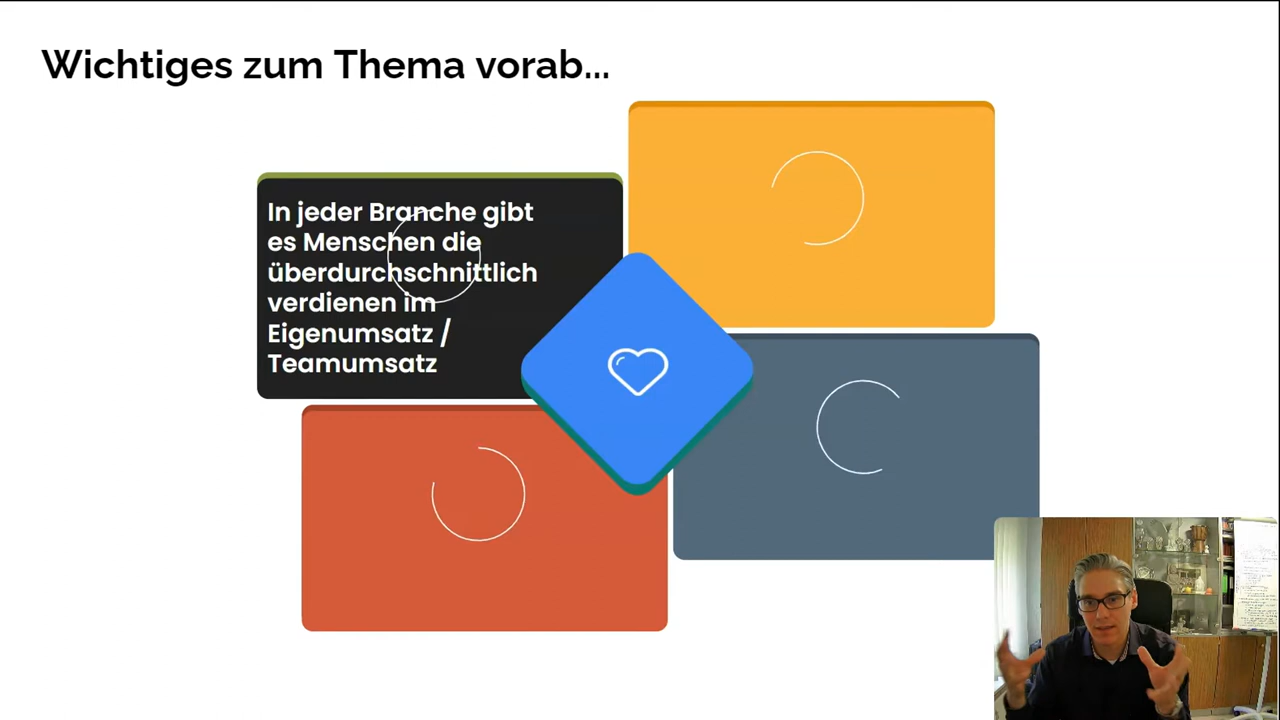 Wichtiges zum Thema vorab...
In jeder Branche gibt
es Menschen die
überdurchschnittlich
verdienen im
Eigenumsatz /
Teamumsatz